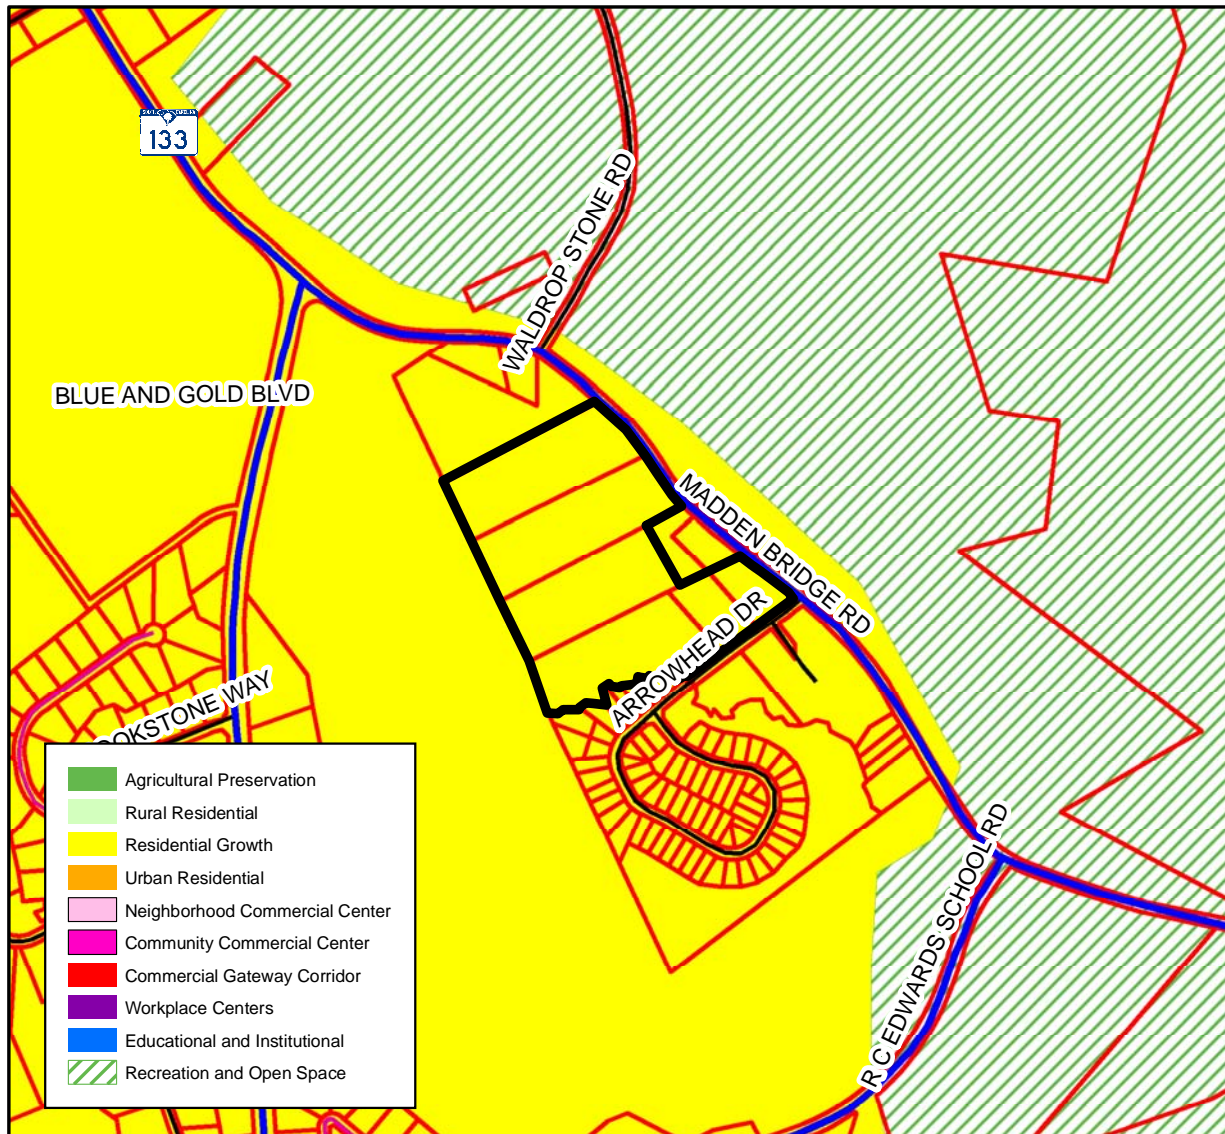 133
WALDROP STONE RD
BLUE AND GOLD BLVD
MADDEN BRIDGE RD
ARROWHEAD DR
OOKSTONE WAY
R C EDWARDS SCHOOL RD
Agricultural Preservation
Rural Residential
Residential Growth
Urban Residential
Neighborhood Commercial Center
Community Commercial Center
Commercial Gateway Corridor
Workplace Centers
Educational and Institutional
Recreation and Open Space